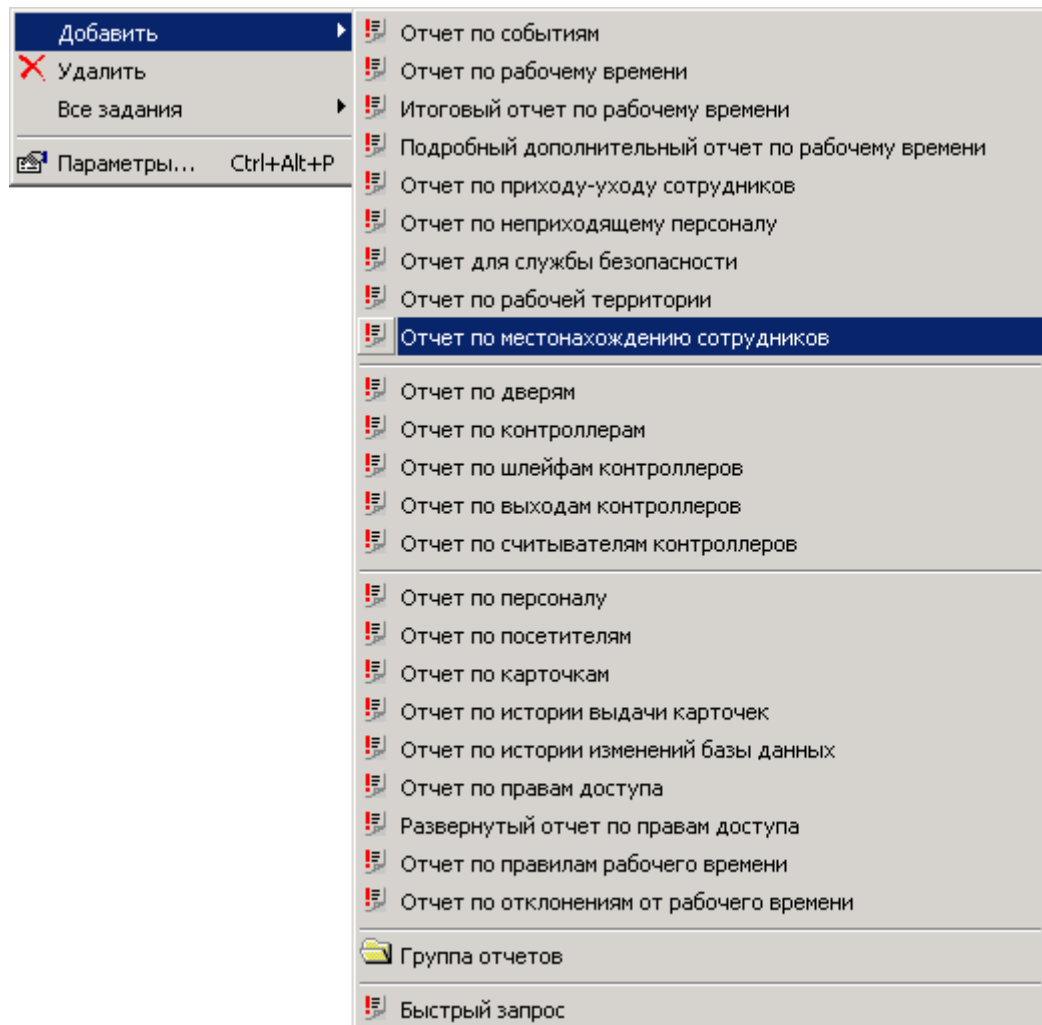 Добавить
Удалить
Все задания
Параметры... Ctrl+Alt+P
Отчет по событиям
Отчет по рабочему времени
Итоговый отчет по рабочему времени
Подробный дополнительный отчет по рабочему времени
Отчет по приходу-уходу сотрудников
Отчет по неприходящему персоналу
Отчет для службы безопасности
Отчет по рабочей территории
Отчет по местонахождению сотрудников
Отчет по дверям
Отчет по контроллерам
Отчет по шлейфам контроллеров
Отчет по выходам контроллеров
Отчет по считывателям контроллеров
Отчет по персоналу
Отчет по посетителям
Отчет по карточкам
Отчет по истории выдачи карточек
Отчет по истории изменений базы данных
Отчет по правам доступа
Развернутый отчет по правам доступа
Отчет по правилам рабочего времени
Отчет по отклонениям от рабочего времени
Группа отчетов
Быстрый запрос